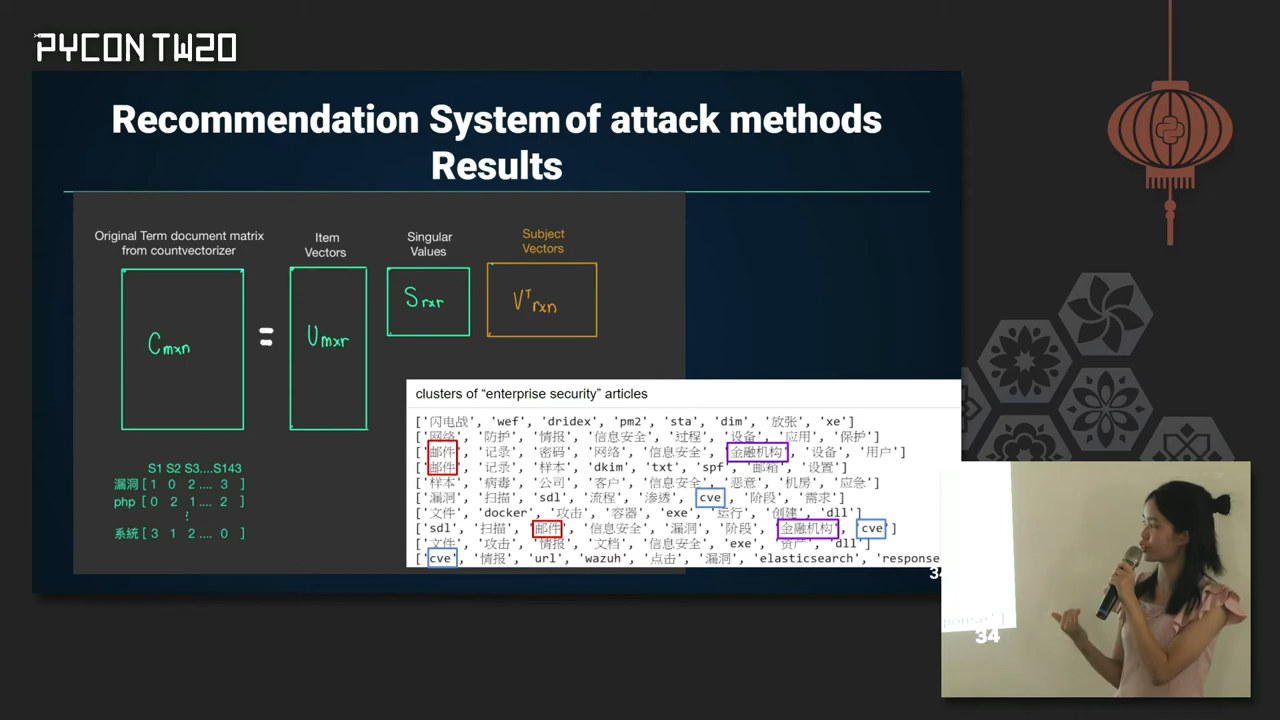 PYCON TW20
Recommendation System of attack methods
Results
Original Term document matrix
from countvectorizer
Item
Vectors
Singular
Values
Subject
Vectors
Cmxn
=
Umxr
Srxr
VTrxn
S1 S2 S3....S143
漏洞 [ 1 0 2.... 3 ]
php [ 0 2 1.... 2 ]
系統 [ 3 1 2.... 0 ]
clusters of “enterprise security” articles
['闪电战', 'wef', 'dridex', 'pm2', 'sta', 'dim', '放张', 'xe']
['网络', '防护', '情报', '信息安全', '过程', '设备', '应用', '保护']
['邮件', '记录', '密码', '网络', '信息安全', '金融机构', '设备', '用户']
['邮件', '记录', '样本', 'dkim', 'txt', 'spf', '邮箱', '设置']
['样本', '病毒', '公司', '客户', '信息安全', '恶意', '机房', '应急']
['漏洞', '扫描', 'sdl', '流程', '渗透', 'cve', '阶段', '需求']
['文件', 'docker', '攻击', '容器', 'exe', '运行', '创建', 'dll']
['sdl', '扫描', '邮件', '信息安全', '漏洞', '阶段', '金融机构', 'cve']
['文件', '攻击', '情报', '文档', '信息安全', 'exe', '资产', 'dll']
['cve', '情报', 'url', 'wazuh', '点击', '漏洞', 'elasticsearch', 'response
34